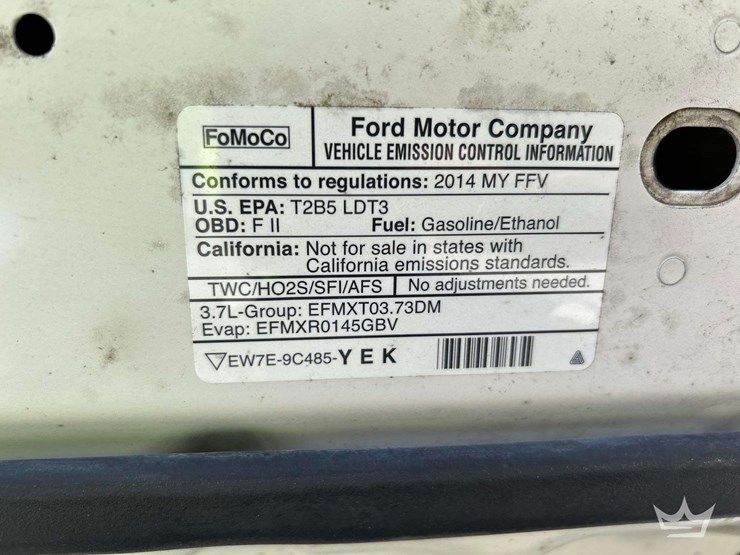 FoMoCo
Ford Motor Company
VEHICLE EMISSION CONTROL INFORMATION
Conforms to regulations: 2014 MY FFV
U.S. EPA: T2B5 LDT3
OBD: F II Fuel: Gasoline/Ethanol
California: Not for sale in states with
California emissions standards.
TWC/HO2S/SFI/AFS No adjustments needed.
3.7L-Group: EFMXT03.73DM
Evap: EFMXR0145GBV
EW7E-9C485-YEK